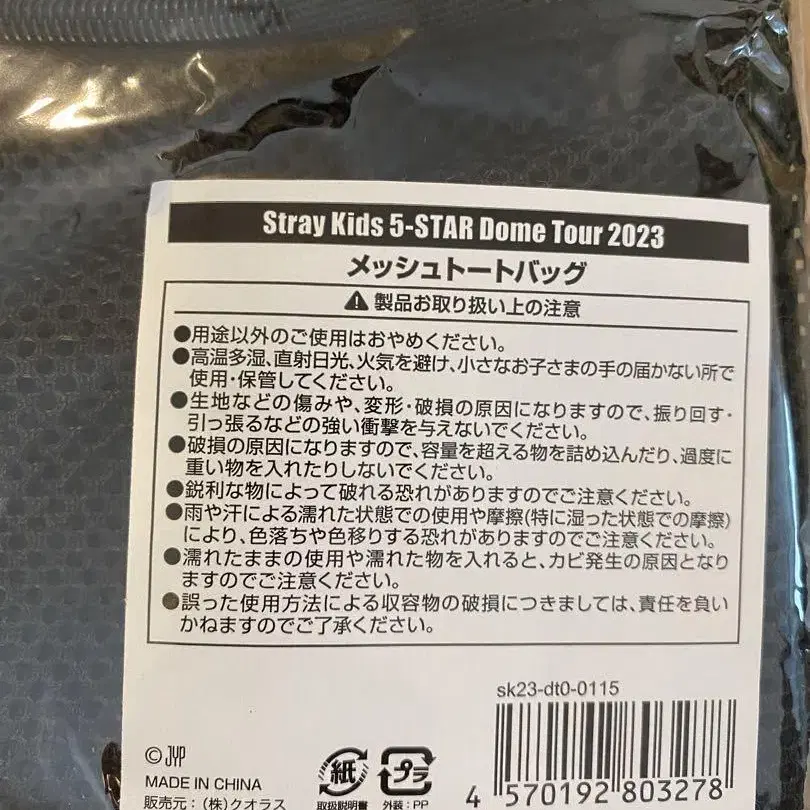 Stray Kids 5-STAR Dome Tour 2023
メッシュトートバッグ
⚠ 製品お取り扱い上の注意
●用途以外のご使用はおやめください。
●高温多湿、直射日光、火気を避け、小さなお子さまの手の届かない所で
使用・保管してください。
●生地などの傷みや、変形・破損の原因になりますので、振り回す・
引っ張るなどの強い衝撃を与えないでください。
●破損の原因になりますので、容量を超える物を詰め込んだり、過度に
重い物を入れたりしないでください。
●鋭利な物によって破れる恐れがありますのでご注意ください。
●雨や汗による濡れた状態での使用や摩擦(特に湿った状態での摩擦)
により、色落ちや色移りする恐れがありますのでご注意ください。
●濡れたままの使用や濡れた物を入れると、カビ発生の原因となり
ますのでご注意ください。
●誤った使用方法による収容物の破損につきましては、責任を負い
かねますのでご了承ください。
sk23-dt0-0115
© JYP
MADE IN CHINA
販売元:(株)クオラス
紙
取扱説明書
プラ
外装:PP
4 570192 803278